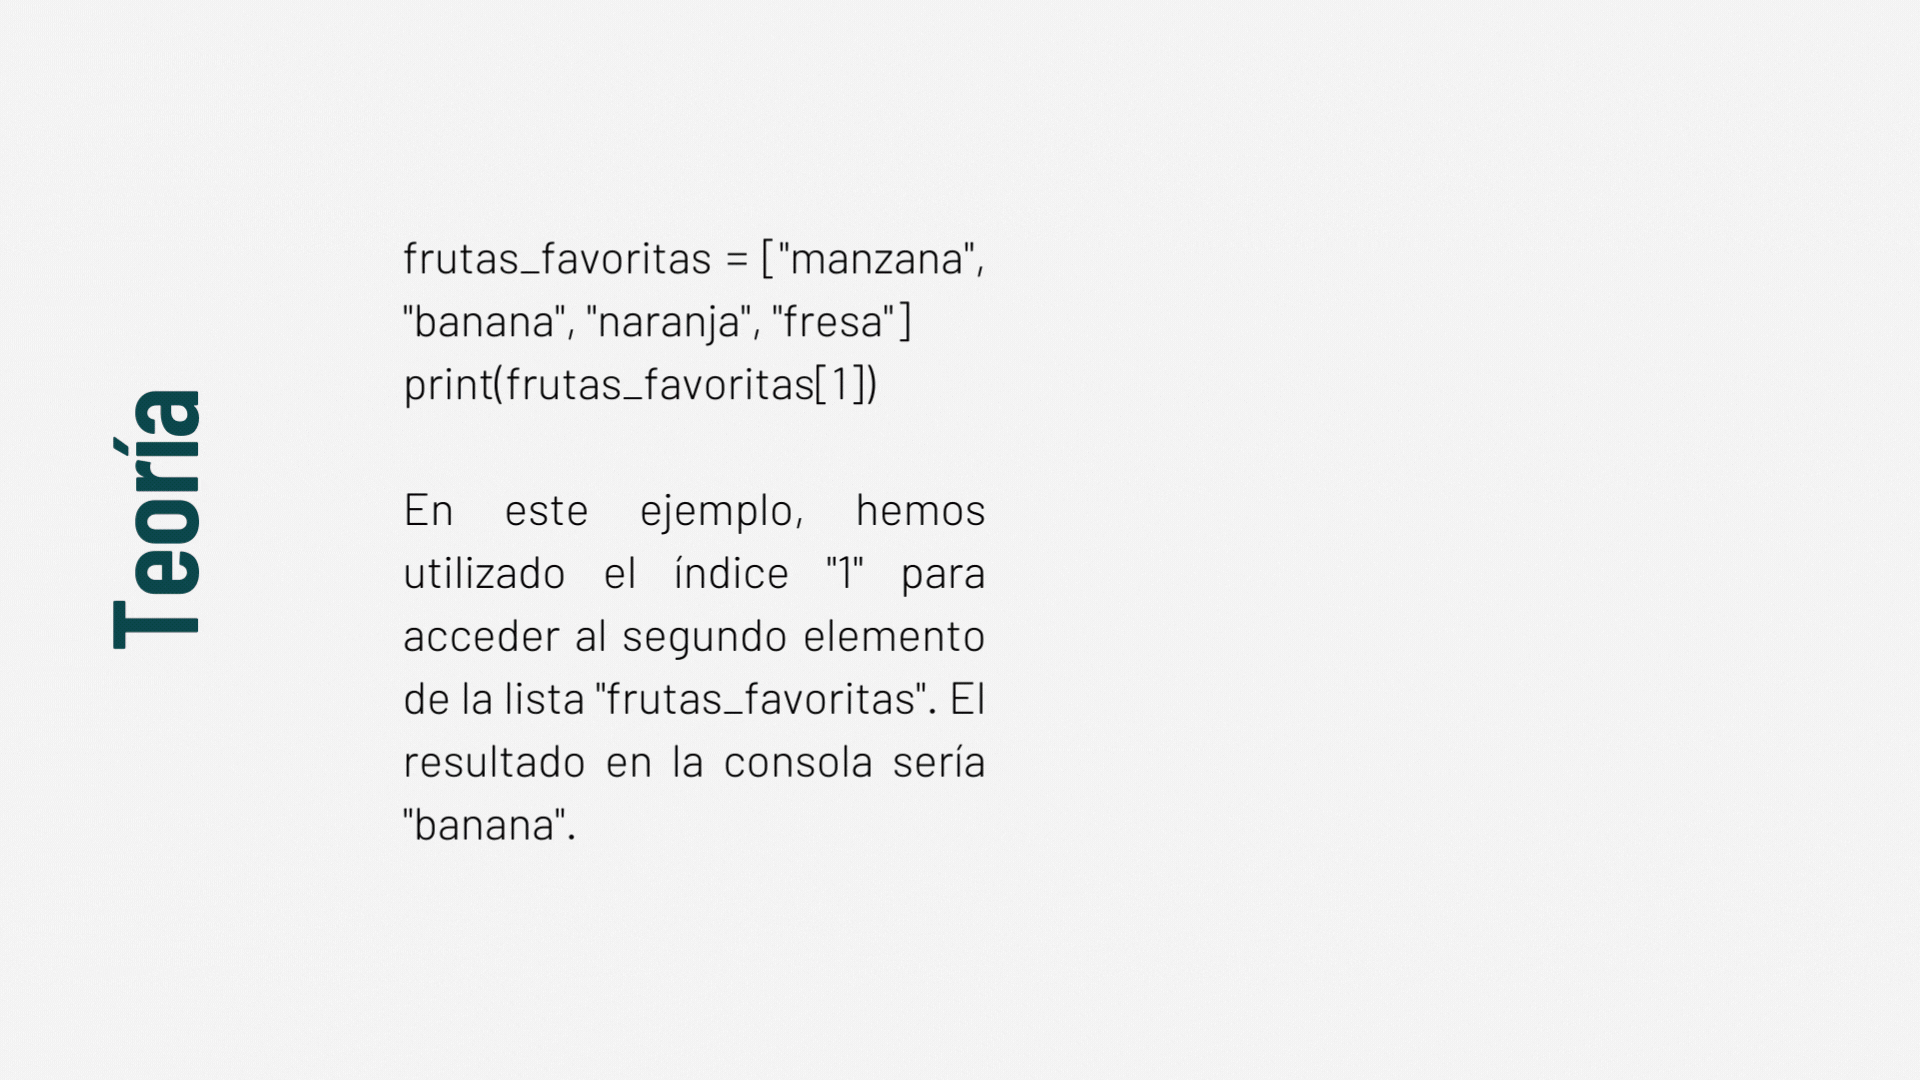 Teoría
frutas_favoritas = ["manzana",
"banana", "naranja", "fresa"]
print(frutas_favoritas[1])
En este ejemplo, hemos
utilizado el índice "1" para
acceder al segundo elemento
de la lista "frutas_favoritas". El
resultado en la consola sería
"banana".